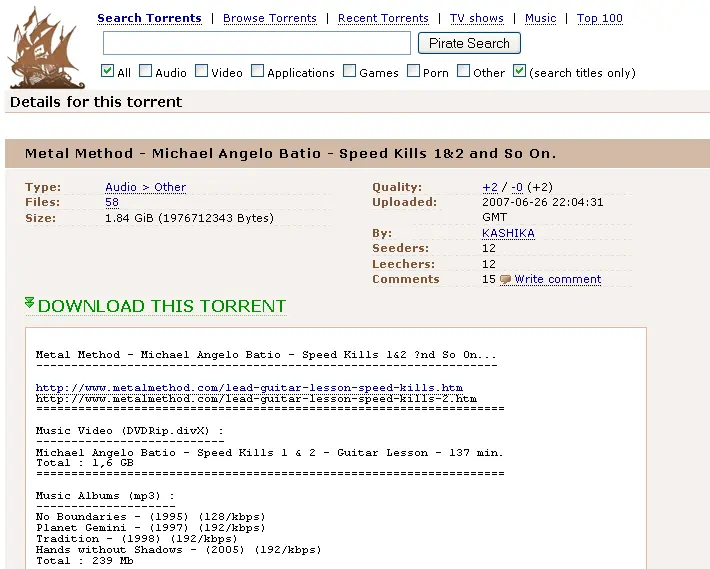 Search Torrents | Browse Torrents | Recent Torrents | TV shows | Music | Top 100
Pirate Search
All Audio Video Applications Games Porn Other (search titles only)
Details for this torrent
Metal Method - Michael Angelo Batio - Speed Kills 1&2 and So On.
Type: Audio > Other
Files: 58
Size: 1.84 GiB (1976712343 Bytes)
Quality: +2 / -0 (+2)
Uploaded: 2007-06-26 22:04:31
GMT
By: KASHIKA
Seeders: 12
Leechers: 12
Comments 15 Write comment
DOWNLOAD THIS TORRENT
Metal Method - Michael Angelo Batio - Speed Kills 1&2 ?nd So On...
------------------------------------------------------------------
http://www.metalmethod.com/lead-guitar-lesson-speed-kills.htm
http://www.metalmethod.com/lead-guitar-lesson-speed-kills-2.htm
===================================================================
Music Video (DVDRip.divX) :
---------------------------
Michael Angelo Batio - Speed Kills 1 & 2 - Guitar Lesson - 137 min.
Total : 1,6 GB
===================================================================
Music Albums (mp3) :
--------------------
No Boundaries - (1995) (128/kbps)
Planet Gemini - (1997) (192/kbps)
Tradition - (1998) (192/kbps)
Hands without Shadows - (2005) (192/kbps)
Total : 239 Mb